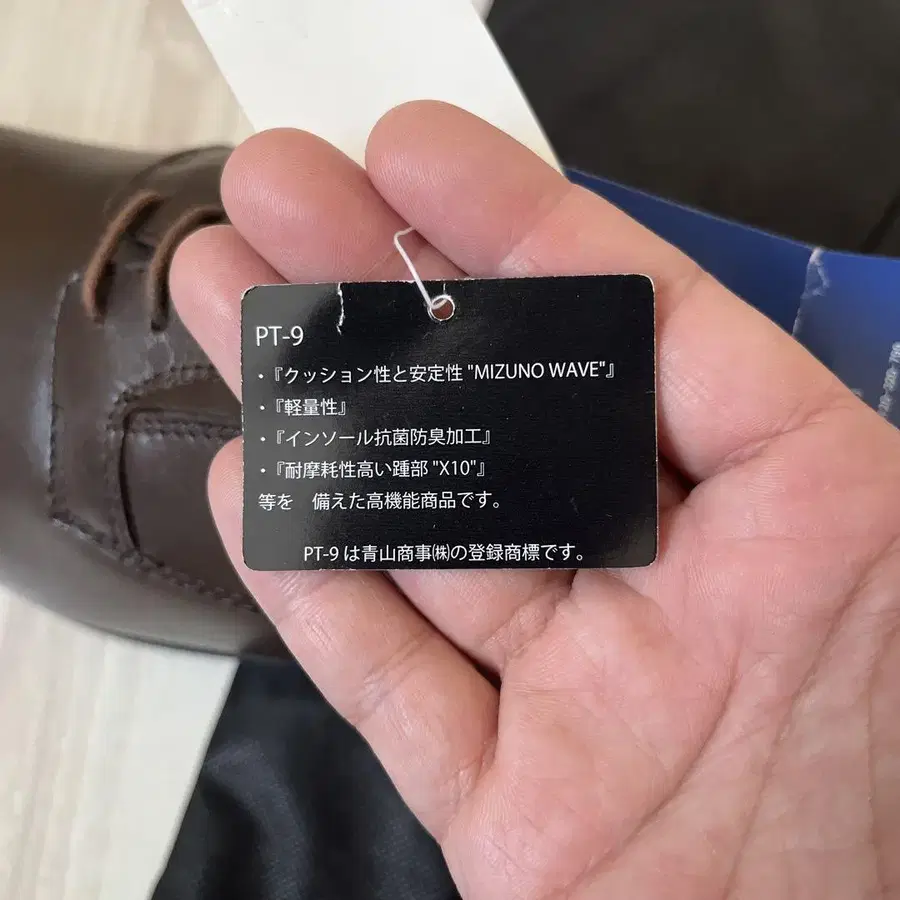 PT-9
・『クッション性と安定性 "MIZUNO WAVE"』
・『軽量性』
・『インソール抗菌防臭加工』
・『耐摩耗性高い踵部 "X10"』
等を　備えた高機能商品です。
PT-9 は青山商事㈱の登録商標です。